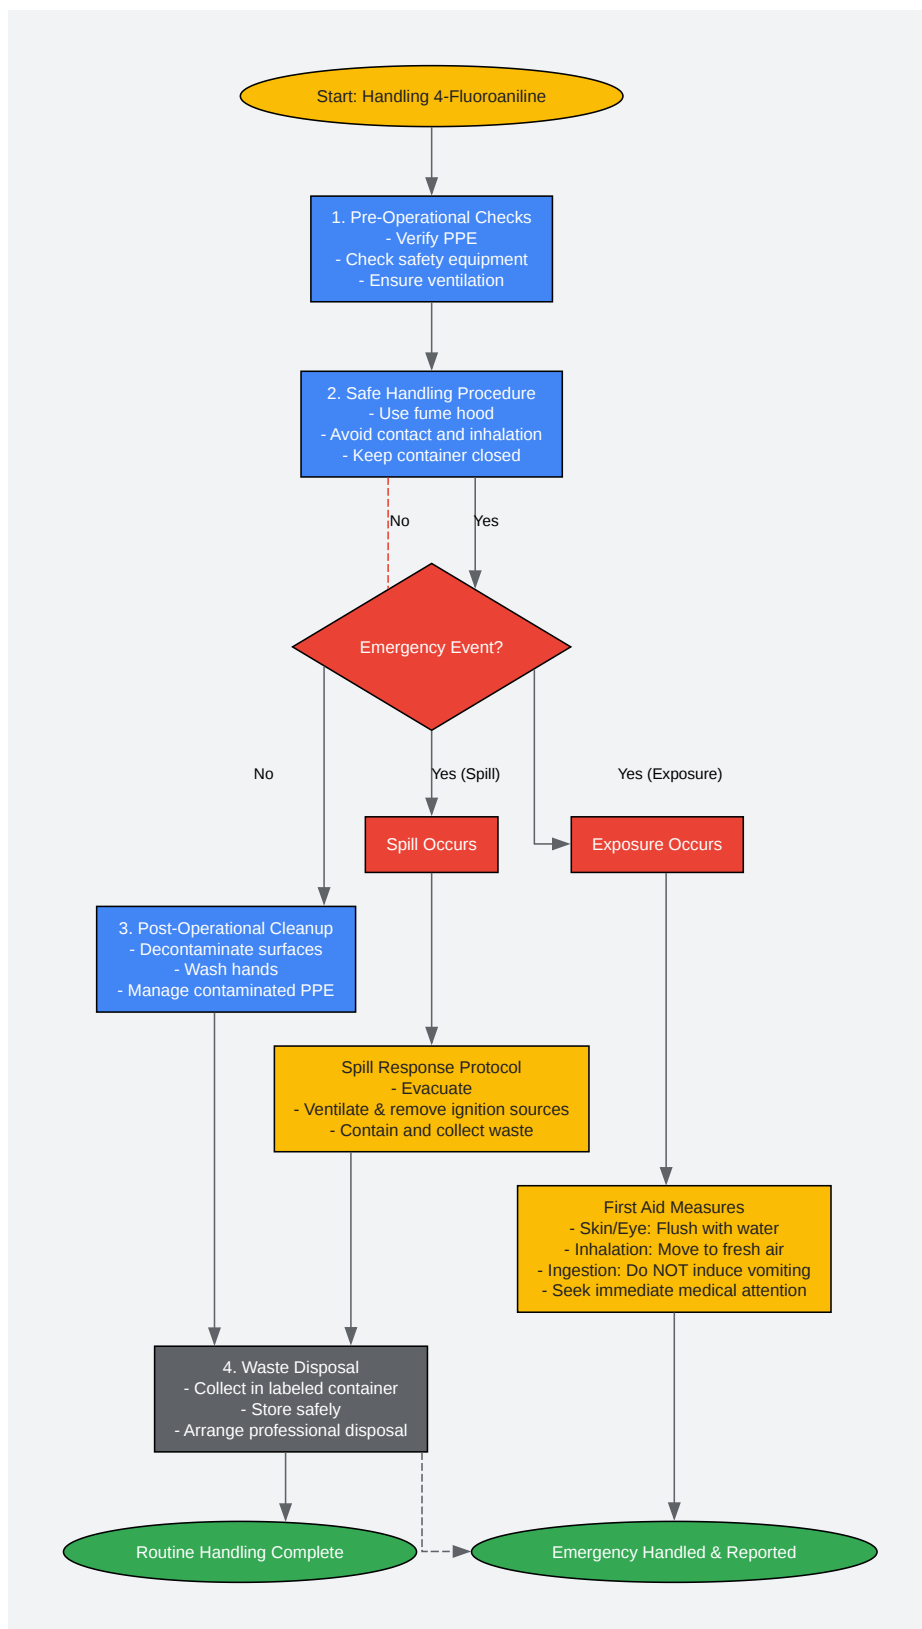 Start: Handling 4-Fluoroaniline
1. Pre-Operational Checks
- Verify PPE
- Check safety equipment
- Ensure ventilation
2. Safe Handling Procedure
- Use fume hood
- Avoid contact and inhalation
- Keep container closed
No
Yes
Emergency Event?
No
Yes (Spill)
Yes (Exposure)
Spill Occurs
Exposure Occurs
3. Post-Operational Cleanup
- Decontaminate surfaces
- Wash hands
- Manage contaminated PPE
Spill Response Protocol
- Evacuate
- Ventilate & remove ignition sources
- Contain and collect waste
First Aid Measures
- Skin/Eye: Flush with water
- Inhalation: Move to fresh air
- Ingestion: Do NOT induce vomiting
- Seek immediate medical attention
4. Waste Disposal
- Collect in labeled container
- Store safely
- Arrange professional disposal
Routine Handling Complete
Emergency Handled & Reported